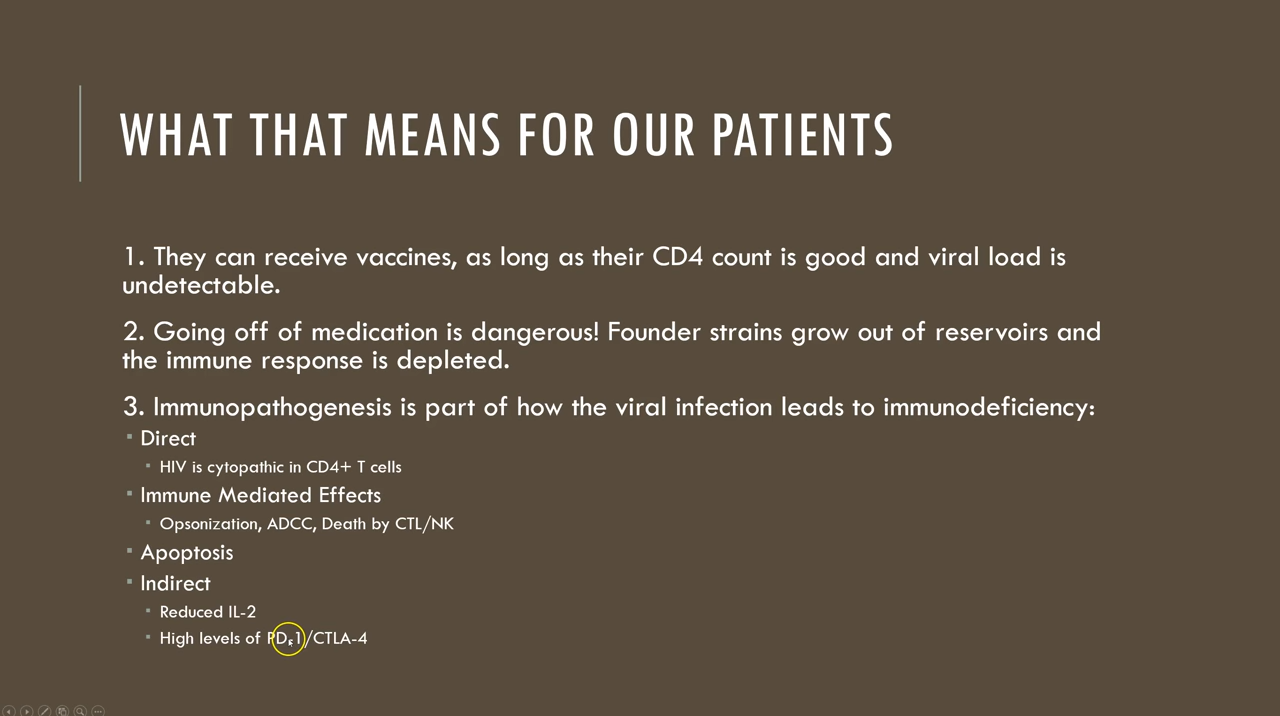 WHAT THAT MEANS FOR OUR PATIENTS
1. They can receive vaccines, as long as their CD4 count is good and viral load is
undetectable.
2. Going off of medication is dangerous! Founder strains grow out of reservoirs and
the immune response is depleted.
3. Immunopathogenesis is part of how the viral infection leads to immunodeficiency:
Direct
HIV is cytopathic in CD4+ T cells
Immune Mediated Effects
Opsonization, ADCC, Death by CTL/NK
Apoptosis
Indirect
Reduced IL-2
High levels of PD-1/CTLA-4